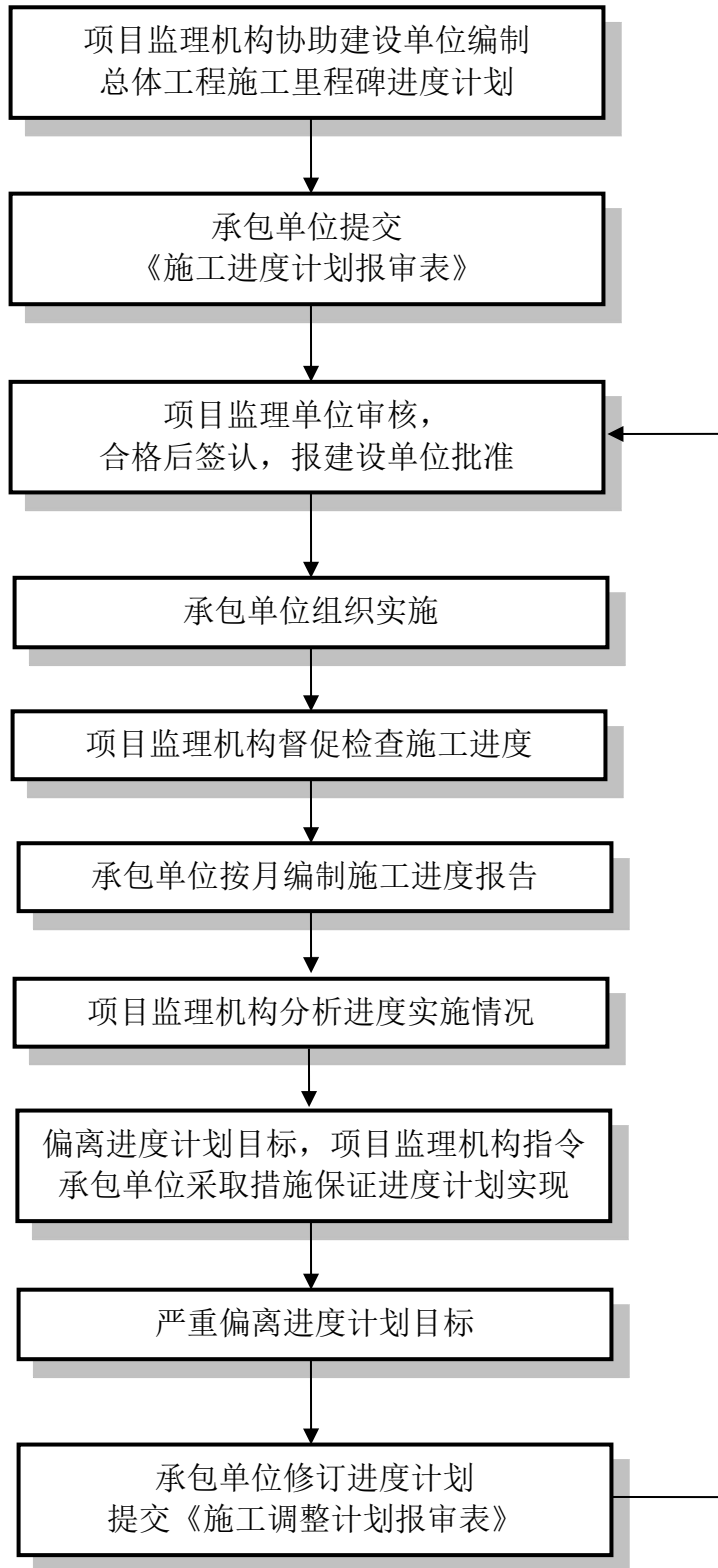 项目监理机构协助建设单位编制
总体工程施工里程碑进度计划
承包单位提交
《施工进度计划报审表》
项目监理单位审核，
合格后签认，报建设单位批准
承包单位组织实施
项目监理机构督促检查施工进度
承包单位按月编制施工进度报告
项目监理机构分析进度实施情况
偏离进度计划目标，项目监理机构指令
承包单位采取措施保证进度计划实现
严重偏离进度计划目标
承包单位修订进度计划
提交《施工调整计划报审表》